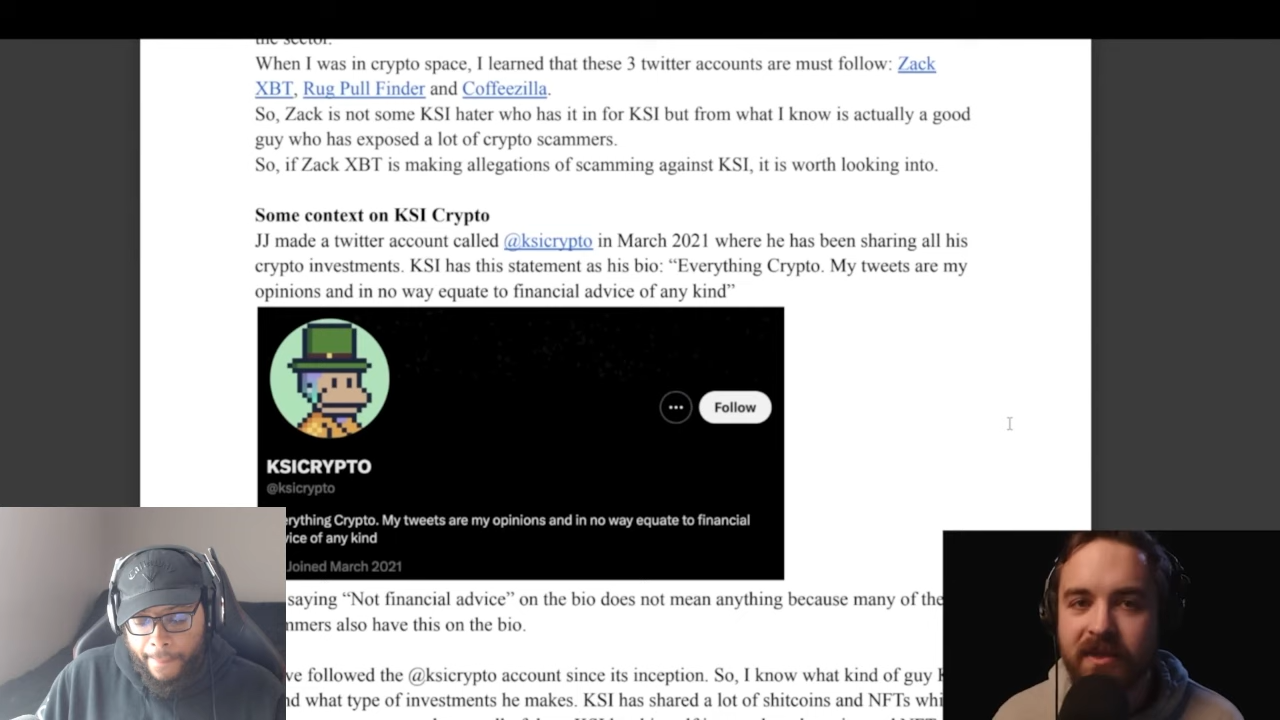 the sector.
When I was in crypto space, I learned that these 3 twitter accounts are must follow: Zack
XBT, Rug Pull Finder and Coffeezilla.
So, Zack is not some KSI hater who has it in for KSI but from what I know is actually a good
guy who has exposed a lot of crypto scammers.
So, if Zack XBT is making allegations of scamming against KSI, it is worth looking into.
Some context on KSI Crypto
JJ made a twitter account called @ksicrypto in March 2021 where he has been sharing all his
crypto investments. KSI has this statement as his bio: “Everything Crypto. My tweets are my
opinions and in no way equate to financial advice of any kind”
Follow
KSICRYPTO
@ksicrypto
erything Crypto. My tweets are my opinions and in no way equate to financial
vice of any kind
Joined March 2021
saying “Not financial advice” on the bio does not mean anything because many of the
mmers also have this on the bio.
ve followed the @ksicrypto account since its inception. So, I know what kind of guy
nd what type of investments he makes. KSI has shared a lot of shitcoins and NFTs whi